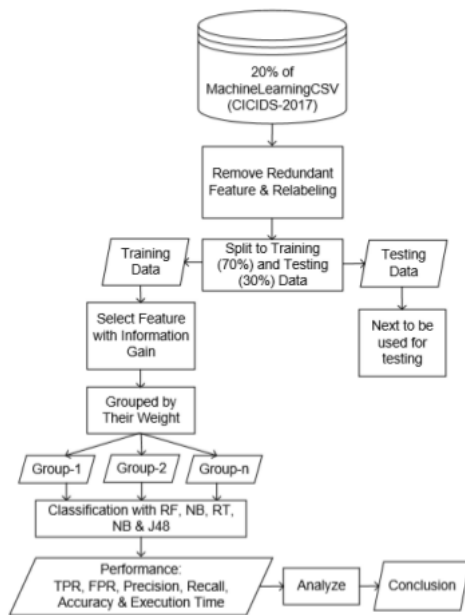 20% of
MachineLearningCSV
(CICIDS-2017)
Remove Redundant
Feature & Relabeling
Training
Data
Split to Training
(70%) and Testing
(30%) Data
Testing
Data
Select Feature
with Information
Gain
Next to be
used for
testing
Grouped by
Their Weight
Group-1
Group-2
Group-n
Classification with RF, NB, RT,
NB & J48
Performance:
TPR, FPR, Precision, Recall,
Accuracy & Execution Time
Analyze
Conclusion